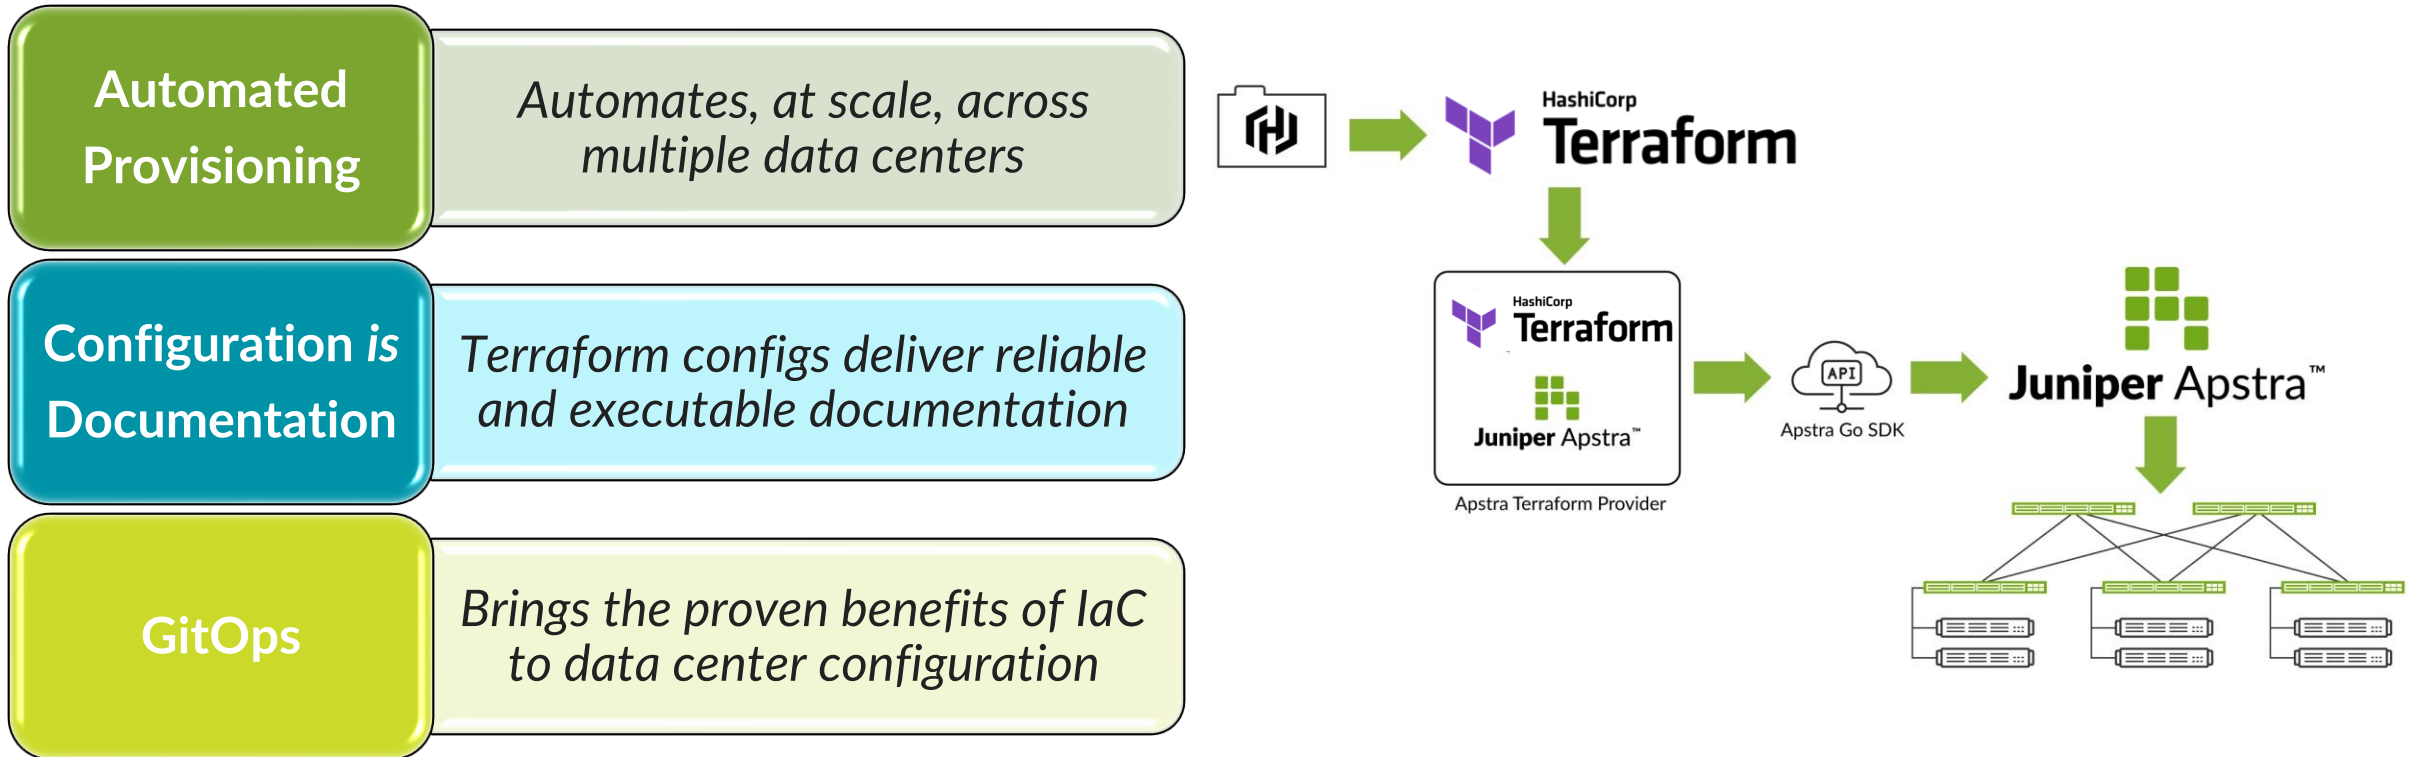 Automated
Provisioning
Automates, at scale, across
multiple data centers
Configuration is
Documentation
Terraform configs deliver reliable
and executable documentation
GitOps
Brings the proven benefits of IaC
to data center configuration
HashiCorp
Terraform
HashiCorp
Terraform
Juniper Apstra™
Apstra Terraform Provider
API
Apstra Go SDK
Juniper Apstra™